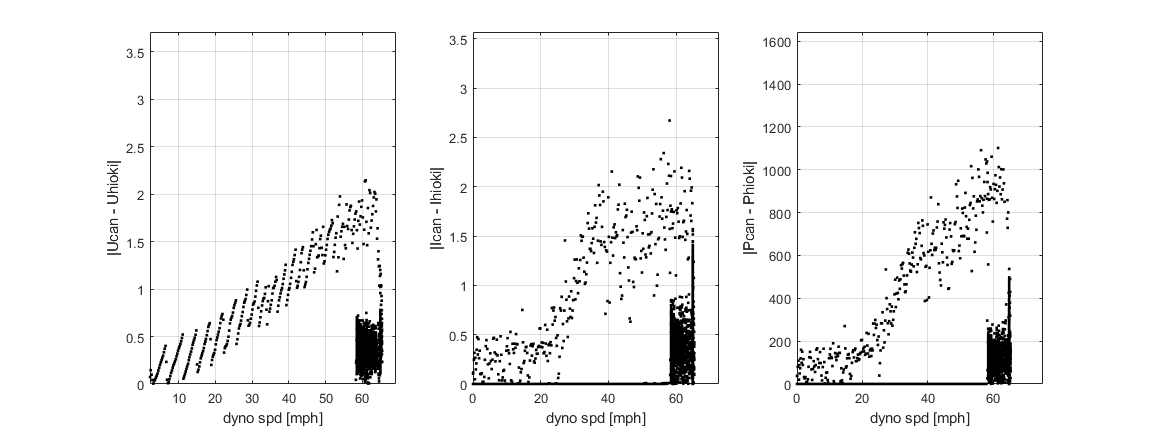 |Ucan - Uhioki|
3.5
3
2.5
2
1.5
1
0.5
0
10 20 30 40 50 60
dyno spd [mph]
|Ican - Ihioki|
3.5
3
2.5
2
1.5
1
0.5
0
0 20 40 60
dyno spd [mph]
|Pcan - Phioki|
1600
1400
1200
1000
800
600
400
200
0
0 20 40 60
dyno spd [mph]